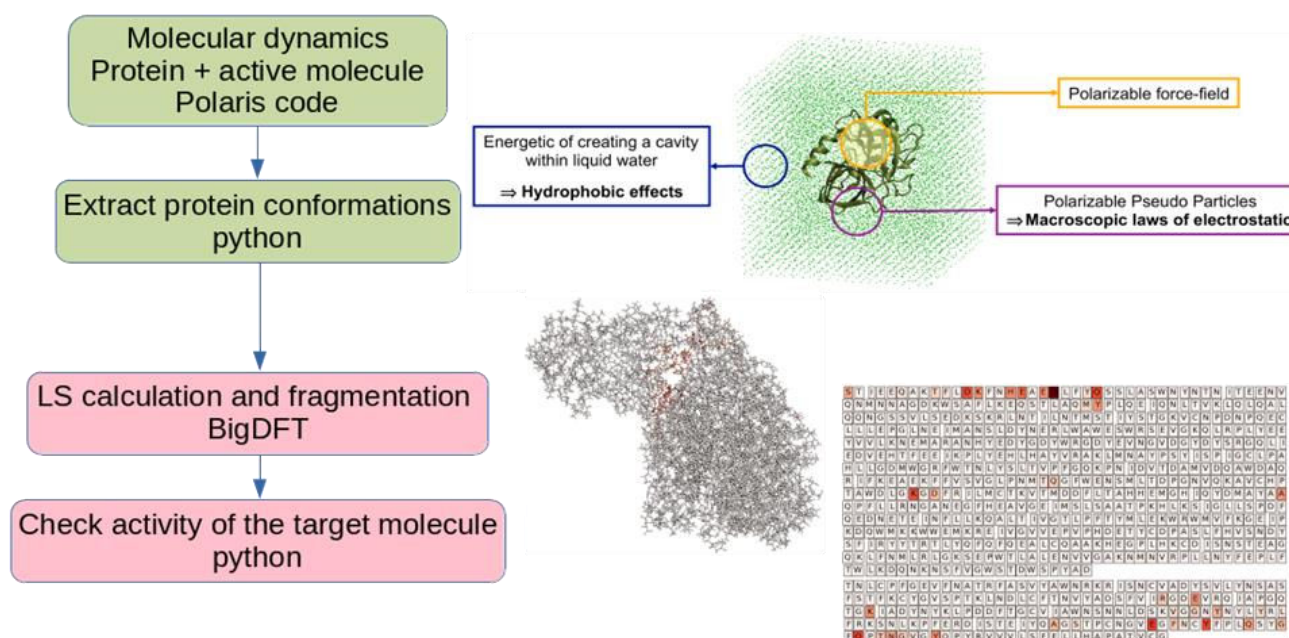 Molecular dynamics
Protein + active molecule
Polaris code
Extract protein conformations
python
LS calculation and fragmentation
BigDFT
Check activity of the target molecule
python
Energetic of creating a cavity
within liquid water
⇒ Hydrophobic effects
Polarizable force-field
Polarizable Pseudo Particles
⇒ Macroscopic laws of electrostatic
S T I E E Q A K T F L D K F N H E A E L F Y Q S S L A S W N Y N T N I T E E N V
Q N M N N A G D K W S A F L K E Q S T L A Q M Y P L Q E I Q N L T V K L Q L Q A L
Q Q N G S S V L S E D K S K R L N T I L N T M S T I Y S T G K V C N P D N P Q E C
L L L E P G L N E I M A N S L D Y N E R L W A W E S W R S E V G K Q L R P L Y E E
Y V V L K N E M A R A N H Y E D Y G D Y W R G D Y E V N G V D G Y D Y S R G Q L I
E D V E H T F E E I K P L Y E H L H A Y V R A K L M N A Y P S Y I S P I G C L P A
H L L G D M W G R F W T N L Y S L T V P F G Q K P N I D V T D A M V D Q A W D A Q
R I F K E A E K F F V S V G L P N M T Q G F W E N S M L T D P G N V Q K A V C H P
T A W D L G K G D F R I L M C T K V T M D D F L T A H H E M G H I Q Y D M A Y A A
Q P F L L R N G A N E G F H E A V G E I M S L S A A T P K H L K S I G L L S P D F
Q E D N E T E I N F L L K Q A L T I V G T L P F T Y M L E K W R W M V F K G E I P
K D Q W M K K W W E M K R E I V G V V E P V P H D E T Y C D P A S L F H V S N D Y
S F I R Y Y T R T L Y Q F Q F Q E A L C Q A A K H E G P L H K C D I S N S T E A G
Q K L F N M L R L G K S E P W T L A L E N V V G A K N M N V R P L L N Y F E P L F
T W L K D Q N K N S F V G W S T D W S P Y A D
T N L C P F G E V F N A T R F A S V Y A W N R K R I S N C V A D Y S V L Y N S A S
F S T F K C Y G V S P T K L N D L C F T N V Y A D S F V I R G D E V R Q I A P G Q
T G K I A D Y N Y K L P D D F T G C V I A W N S N N L D S K V G G N Y N Y L Y R L
F R K S N L K P F E R D I S T E I Y Q A G S T P C N G V E G F N C Y F P L Q S Y G